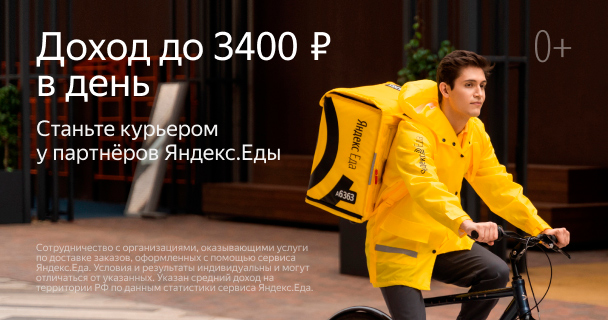 Доход до 3400 ₽
в день
0+
Станьте курьером
у партнёров Яндекс.Еды
Яндекс Еда
А6363
Сотрудничество с организациями, оказывающими услуги
по доставке заказов, оформленных с помощью сервиса
Яндекс.Еда. Условия и результаты индивидуальны и могут
отличаться от указанных. Указан средний доход на
территории РФ по данным статистики сервиса Яндекс.Еда.